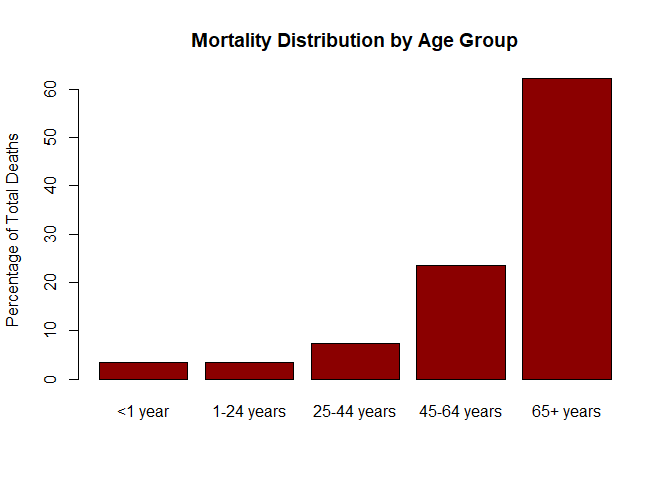 Mortality Distribution by Age Group
Percentage of Total Deaths
60
50
40
30
20
10
0
<1 year
1-24 years
25-44 years
45-64 years
65+ years